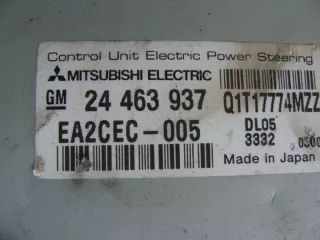 Control Unit Electric Power Steering
MITSUBISHI ELECTRIC
GM 24 463 937 Q1T17774MZZ
EA2CEC-005 DL05
3332 0300
Made in Japan